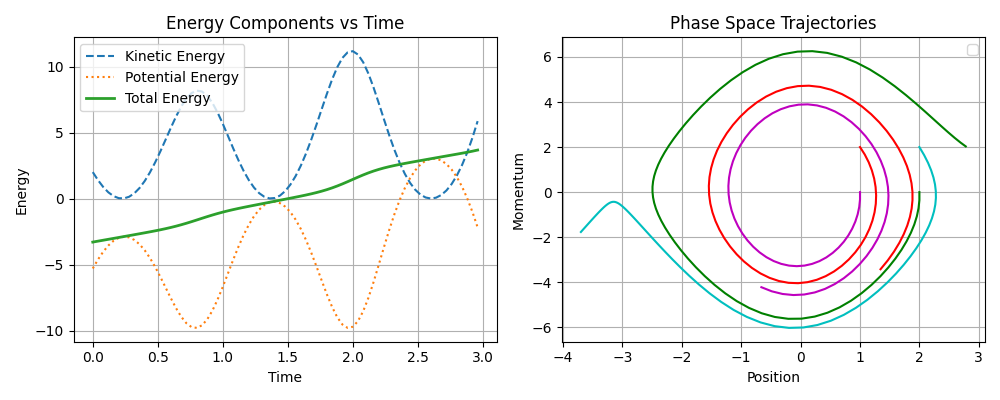 Energy Components vs Time
Kinetic Energy
Potential Energy
Total Energy
10
5
0
−5
−10
Energy
0.0 0.5 1.0 1.5 2.0 2.5 3.0
Time
Phase Space Trajectories
6
4
2
0
−2
−4
−6
Momentum
−4 −3 −2 −1 0 1 2 3
Position